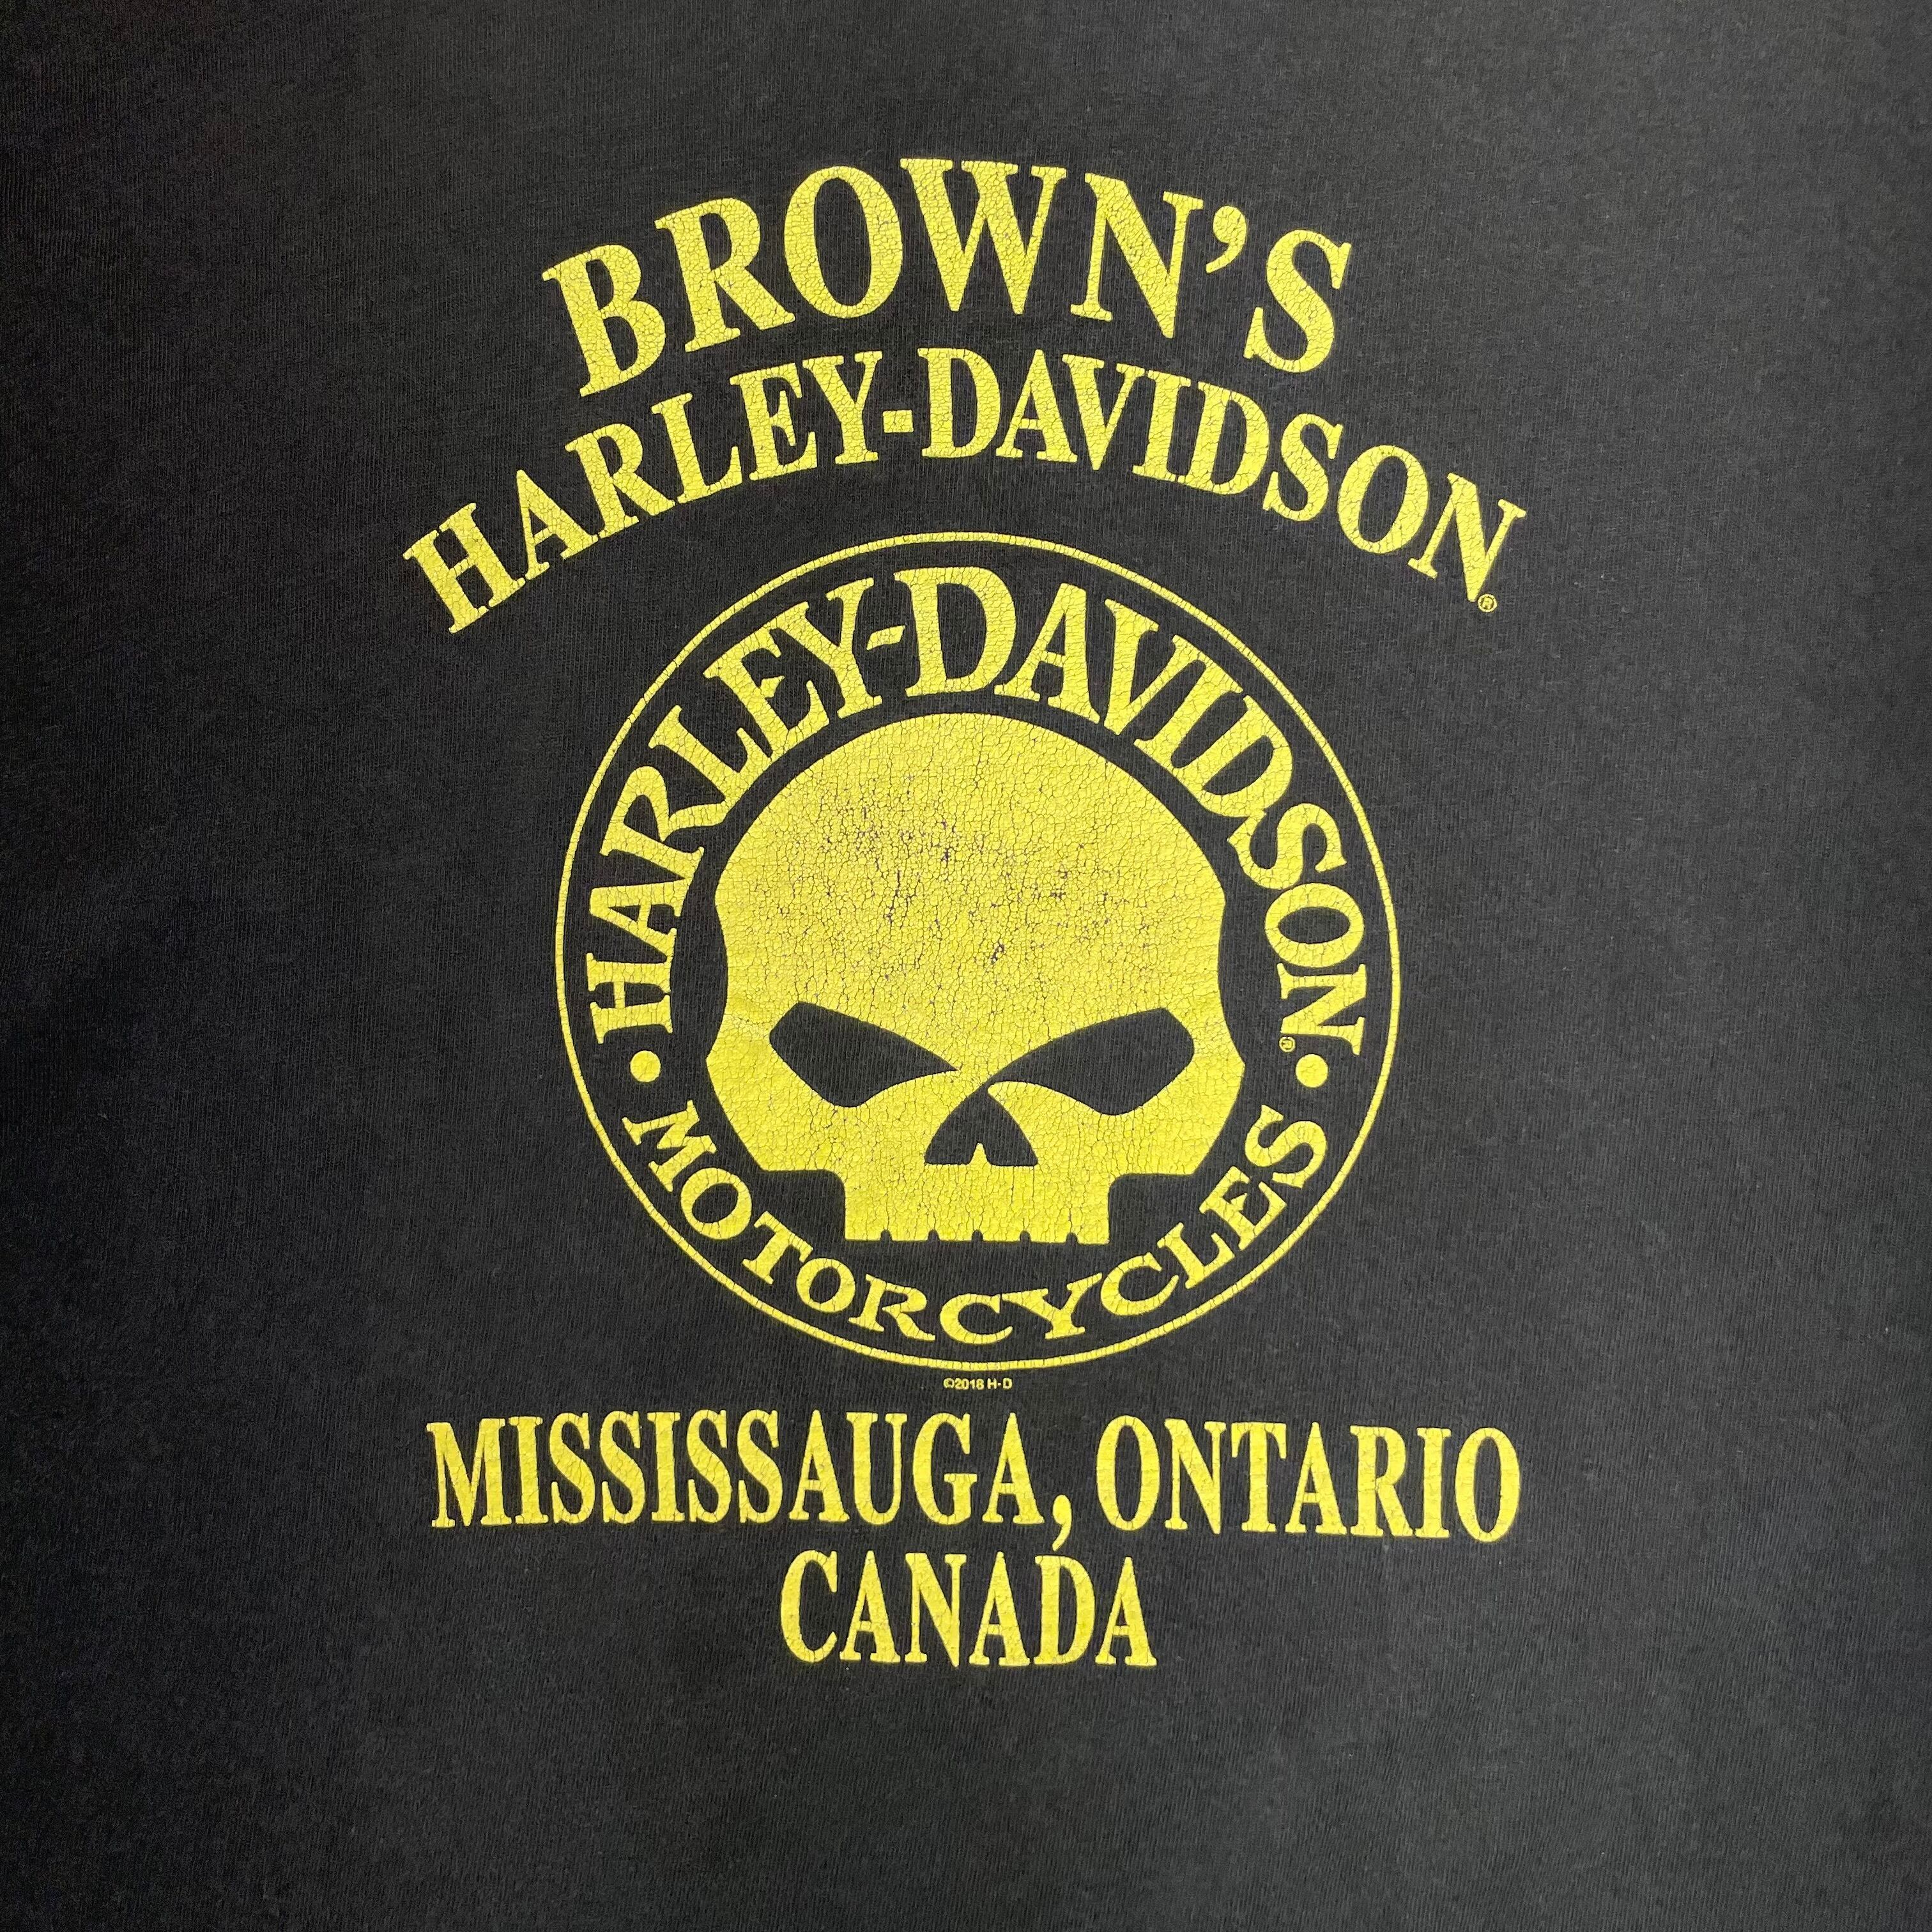 BROWN'S
HARLEY-DAVIDSON®
HARLEY-DAVIDSON®
• MOTORCYCLES •
©2018 H-D
MISSISSAUGA, ONTARIO
CANADA